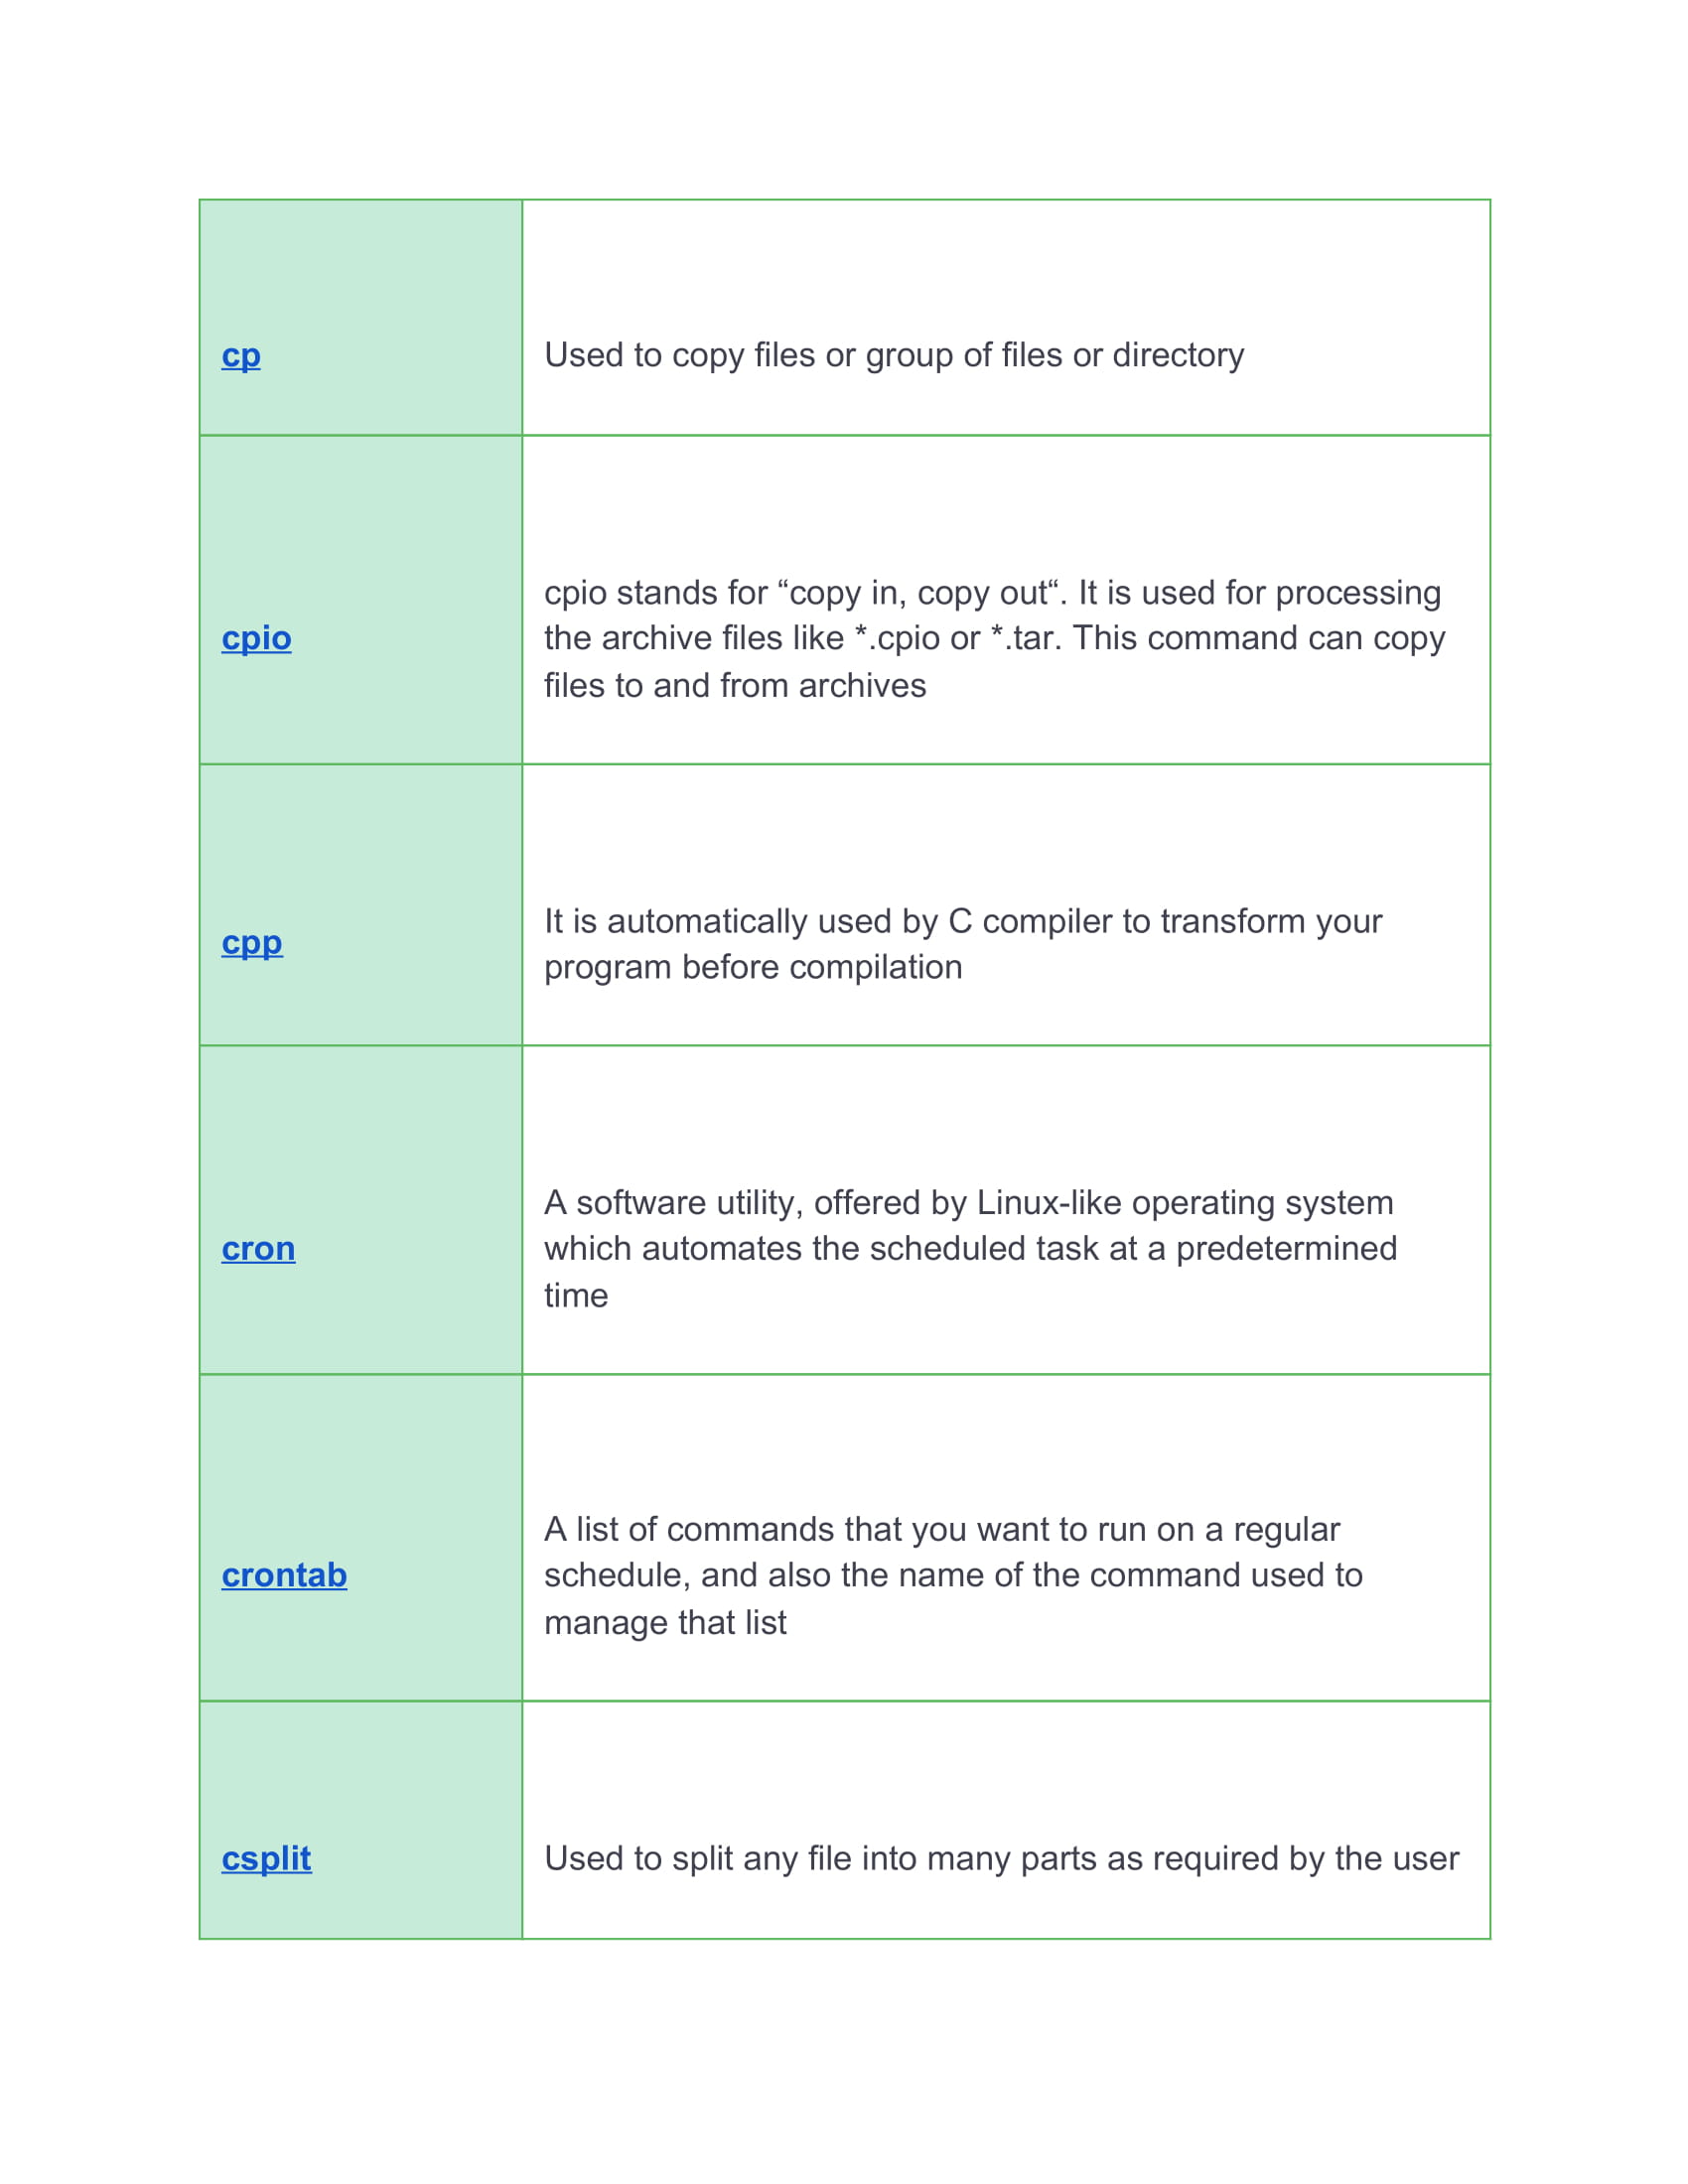 cp
Used to copy files or group of files or directory
cpio
cpio stands for “copy in, copy out“. It is used for processing
the archive files like *.cpio or *.tar. This command can copy
files to and from archives
cpp
It is automatically used by C compiler to transform your
program before compilation
cron
A software utility, offered by Linux-like operating system
which automates the scheduled task at a predetermined
time
crontab
A list of commands that you want to run on a regular
schedule, and also the name of the command used to
manage that list
csplit
Used to split any file into many parts as required by the user